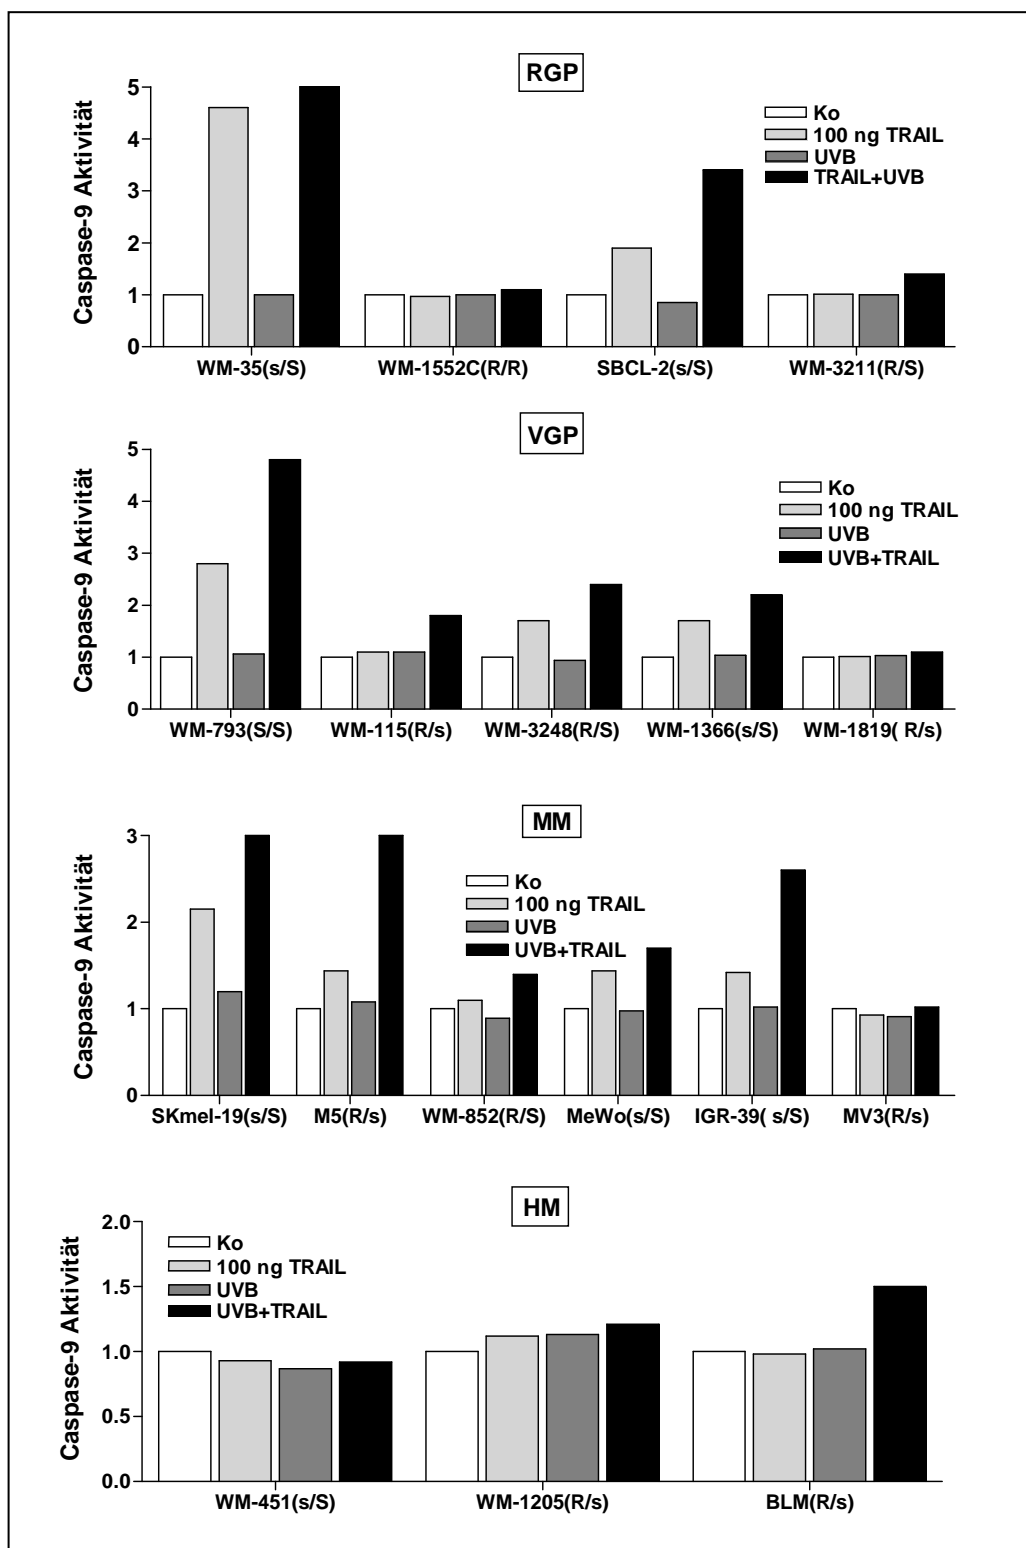 RGP
Caspase-9 Aktivität
5
4
3
2
1
0
Ko
100 ng TRAIL
UVB
TRAIL+UVB
WM-35(s/S) WM-1552C(R/R) SBCL-2(s/S) WM-3211(R/S)
VGP
Caspase-9 Aktivität
5
4
3
2
1
0
Ko
100 ng TRAIL
UVB
UVB+TRAIL
WM-793(S/S) WM-115(R/s) WM-3248(R/S) WM-1366(s/S) WM-1819( R/s)
MM
Caspase-9 Aktivität
3
2
1
0
Ko
100 ng TRAIL
UVB
UVB+TRAIL
SKmel-19(s/S) M5(R/s) WM-852(R/S) MeWo(s/S) IGR-39( s/S) MV3(R/s)
HM
Caspase-9 Aktivität
2.0
1.5
1.0
0.5
0.0
Ko
100 ng TRAIL
UVB
UVB+TRAIL
WM-451(s/S) WM-1205(R/s) BLM(R/s)